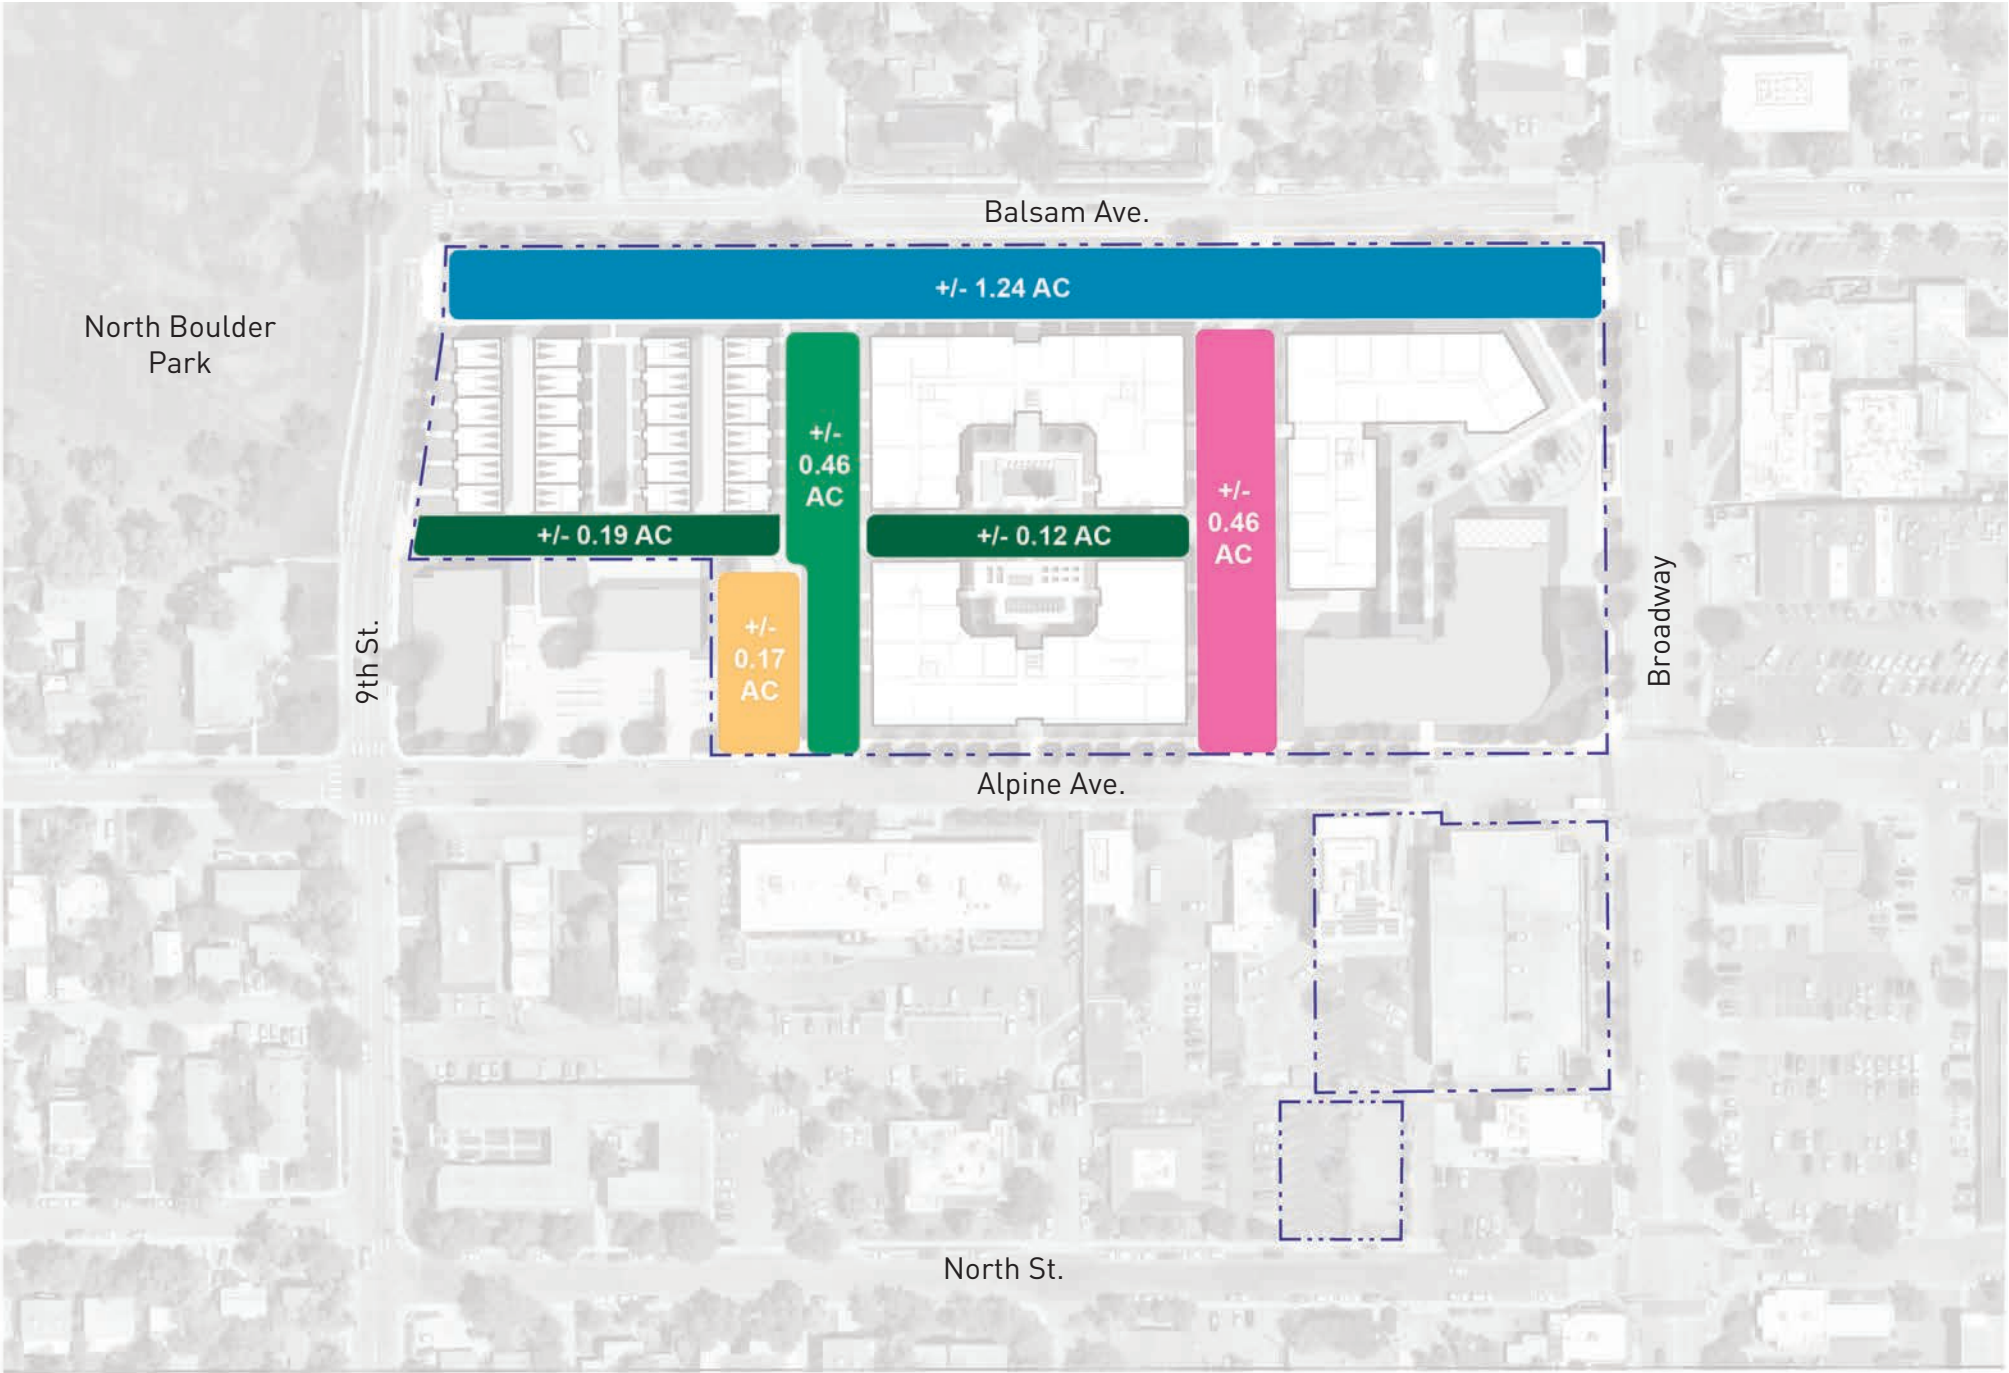 Balsam Ave.
+/- 1.24 AC
North Boulder
Park
+/-
0.46
AC
+/-
0.46
AC
+/- 0.19 AC
+/- 0.12 AC
+/-
0.17
AC
9th St.
Broadway
Alpine Ave.
North St.